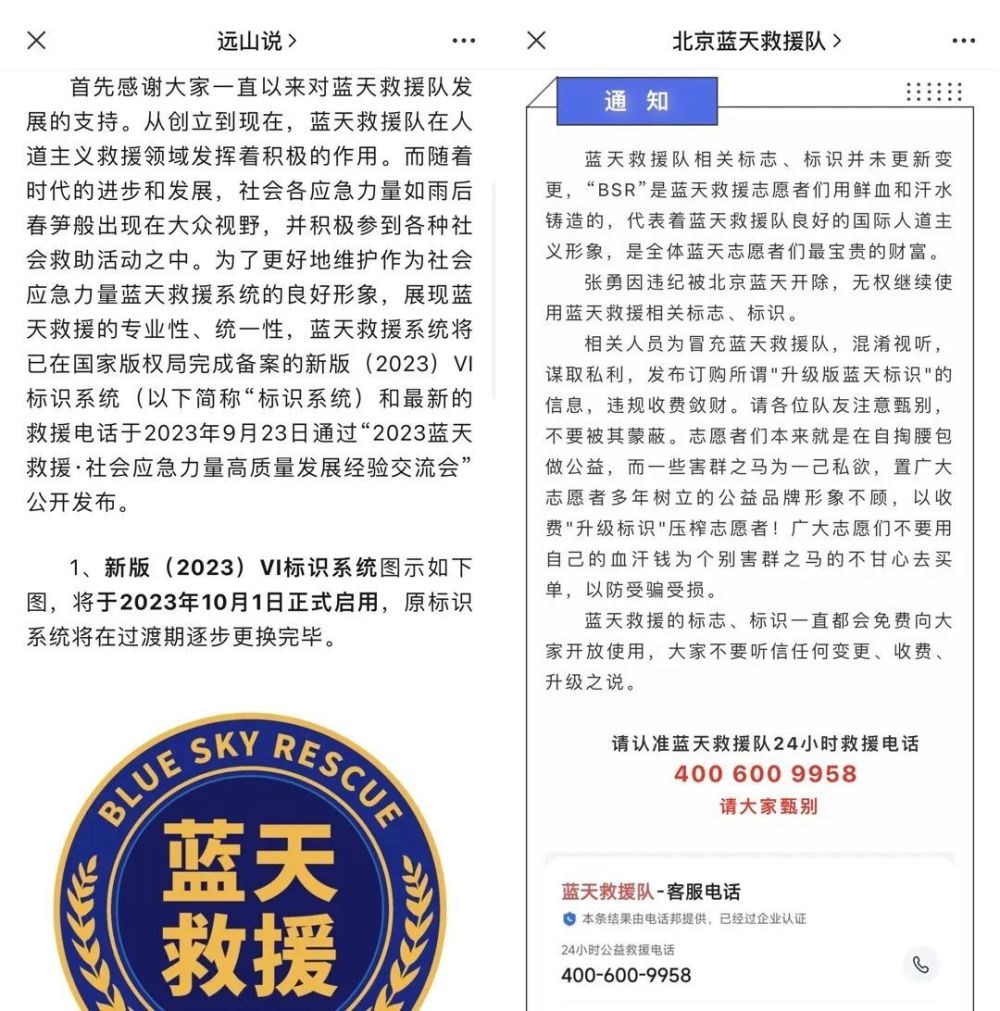 远山说
首先感谢大家一直以来对蓝天救援队发
展的支持。从创立到现在，蓝天救援队在人
道主义救援领域发挥着积极的作用。而随着
时代的进步和发展，社会各应急力量如雨后
春笋般出现在大众视野，并积极参到各种社
会救助活动之中。为了更好地维护作为社会
应急力量蓝天救援系统的良好形象，展现蓝
天救援的专业性、统一性，蓝天救援系统将
已在国家版权局完成备案的新版（2023）VI
标识系统（以下简称“标识系统）和最新的
救援电话于2023年9月23日通过“2023蓝天
救援·社会应急力量高质量发展经验交流会”
公开发布。
1、新版（2023）VI标识系统图示如下
图，将于2023年10月1日正式启用，原标识
系统将在过渡期逐步更换完毕。
BLUE SKY RESCUE
蓝天
救援
北京蓝天救援队
通 知
蓝天救援队相关标志、标识并未更新变
更，“BSR”是蓝天救援志愿者们用鲜血和汗水
铸造的，代表着蓝天救援队良好的国际人道主
义形象，是全体蓝天志愿者们最宝贵的财富。
张勇因违纪被北京蓝天开除，无权继续使
用蓝天救援相关标志、标识。
相关人员为冒充蓝天救援队，混淆视听，
谋取私利，发布订购所谓"升级版蓝天标识"的
信息，违规收费敛财。请各位队友注意甄别，
不要被其蒙蔽。志愿者们本来就是在自掏腰包
做公益，而一些害群之马为一己私欲，置广大
志愿者多年树立的公益品牌形象不顾，以收
费"升级标识"压榨志愿者！广大志愿们不要用
自己的血汗钱为个别害群之马的不甘心去买
单，以防受骗受损。
蓝天救援的标志、标识一直都会免费向大
家开放使用，大家不要听信任何变更、收费、
升级之说。
请认准蓝天救援队24小时救援电话
400 600 9958
请大家甄别
蓝天救援队-客服电话
本条结果由电话邦提供，已经过企业认证
24小时公益救援电话
400-600-9958